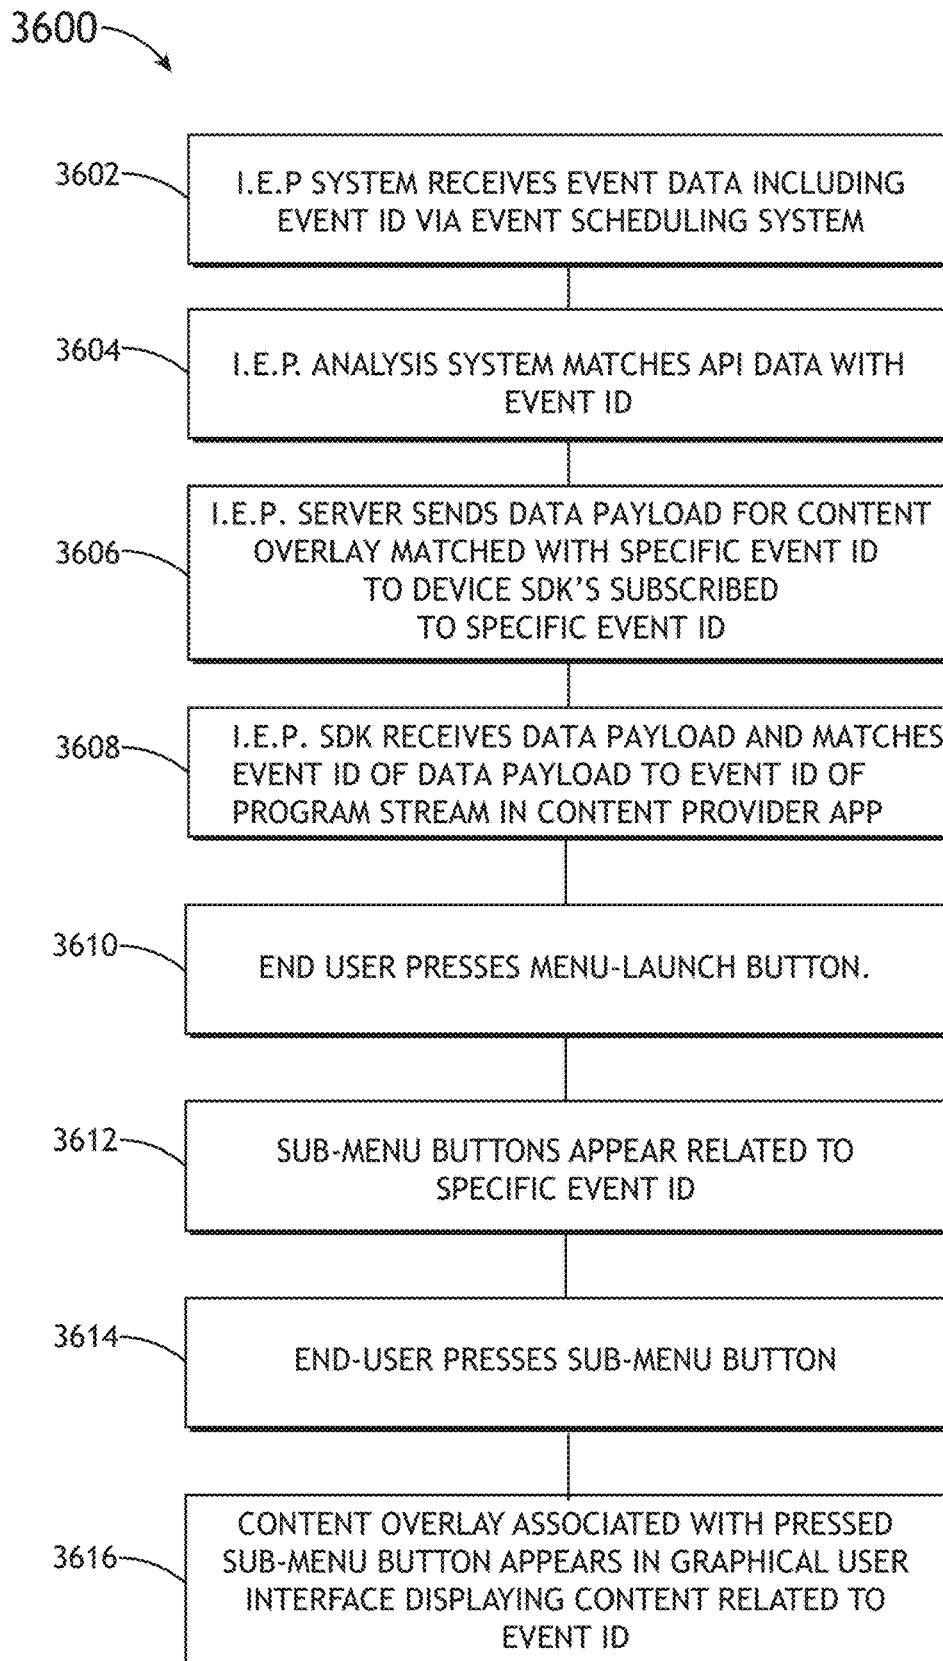 3600
3602
I.E.P SYSTEM RECEIVES EVENT DATA INCLUDING
EVENT ID VIA EVENT SCHEDULING SYSTEM
3604
I.E.P. ANALYSIS SYSTEM MATCHES API DATA WITH
EVENT ID
3606
I.E.P. SERVER SENDS DATA PAYLOAD FOR CONTENT
OVERLAY MATCHED WITH SPECIFIC EVENT ID
TO DEVICE SDK'S SUBSCRIBED
TO SPECIFIC EVENT ID
3608
I.E.P. SDK RECEIVES DATA PAYLOAD AND MATCHES
EVENT ID OF DATA PAYLOAD TO EVENT ID OF
PROGRAM STREAM IN CONTENT PROVIDER APP
3610
END USER PRESSES MENU-LAUNCH BUTTON.
3612
SUB-MENU BUTTONS APPEAR RELATED TO
SPECIFIC EVENT ID
3614
END-USER PRESSES SUB-MENU BUTTON
3616
CONTENT OVERLAY ASSOCIATED WITH PRESSED
SUB-MENU BUTTON APPEARS IN GRAPHICAL USER
INTERFACE DISPLAYING CONTENT RELATED TO
EVENT ID